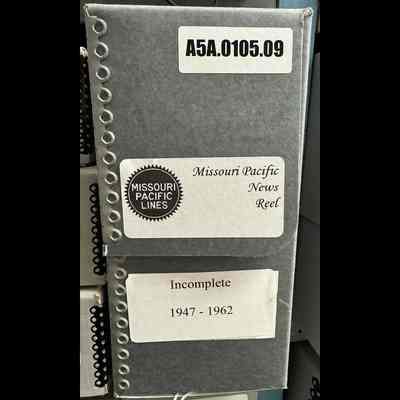 A5A.0105.09
MISSOURI
PACIFIC
LINES
Missouri Pacific
News
Reel
Incomplete
1947 - 1962